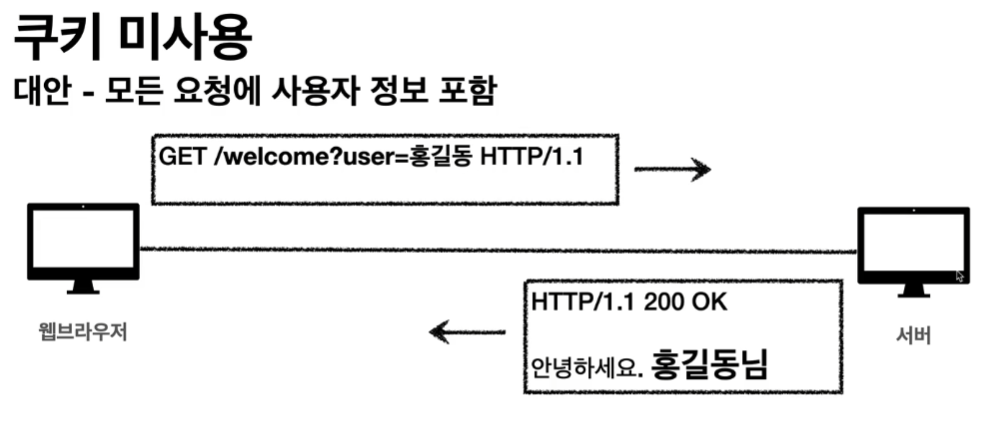 쿠키 미사용
대안 - 모든 요청에 사용자 정보 포함
GET /welcome?user=홍길동 HTTP/1.1
HTTP/1.1 200 OK
안녕하세요. 홍길동님
웹브라우저
서버